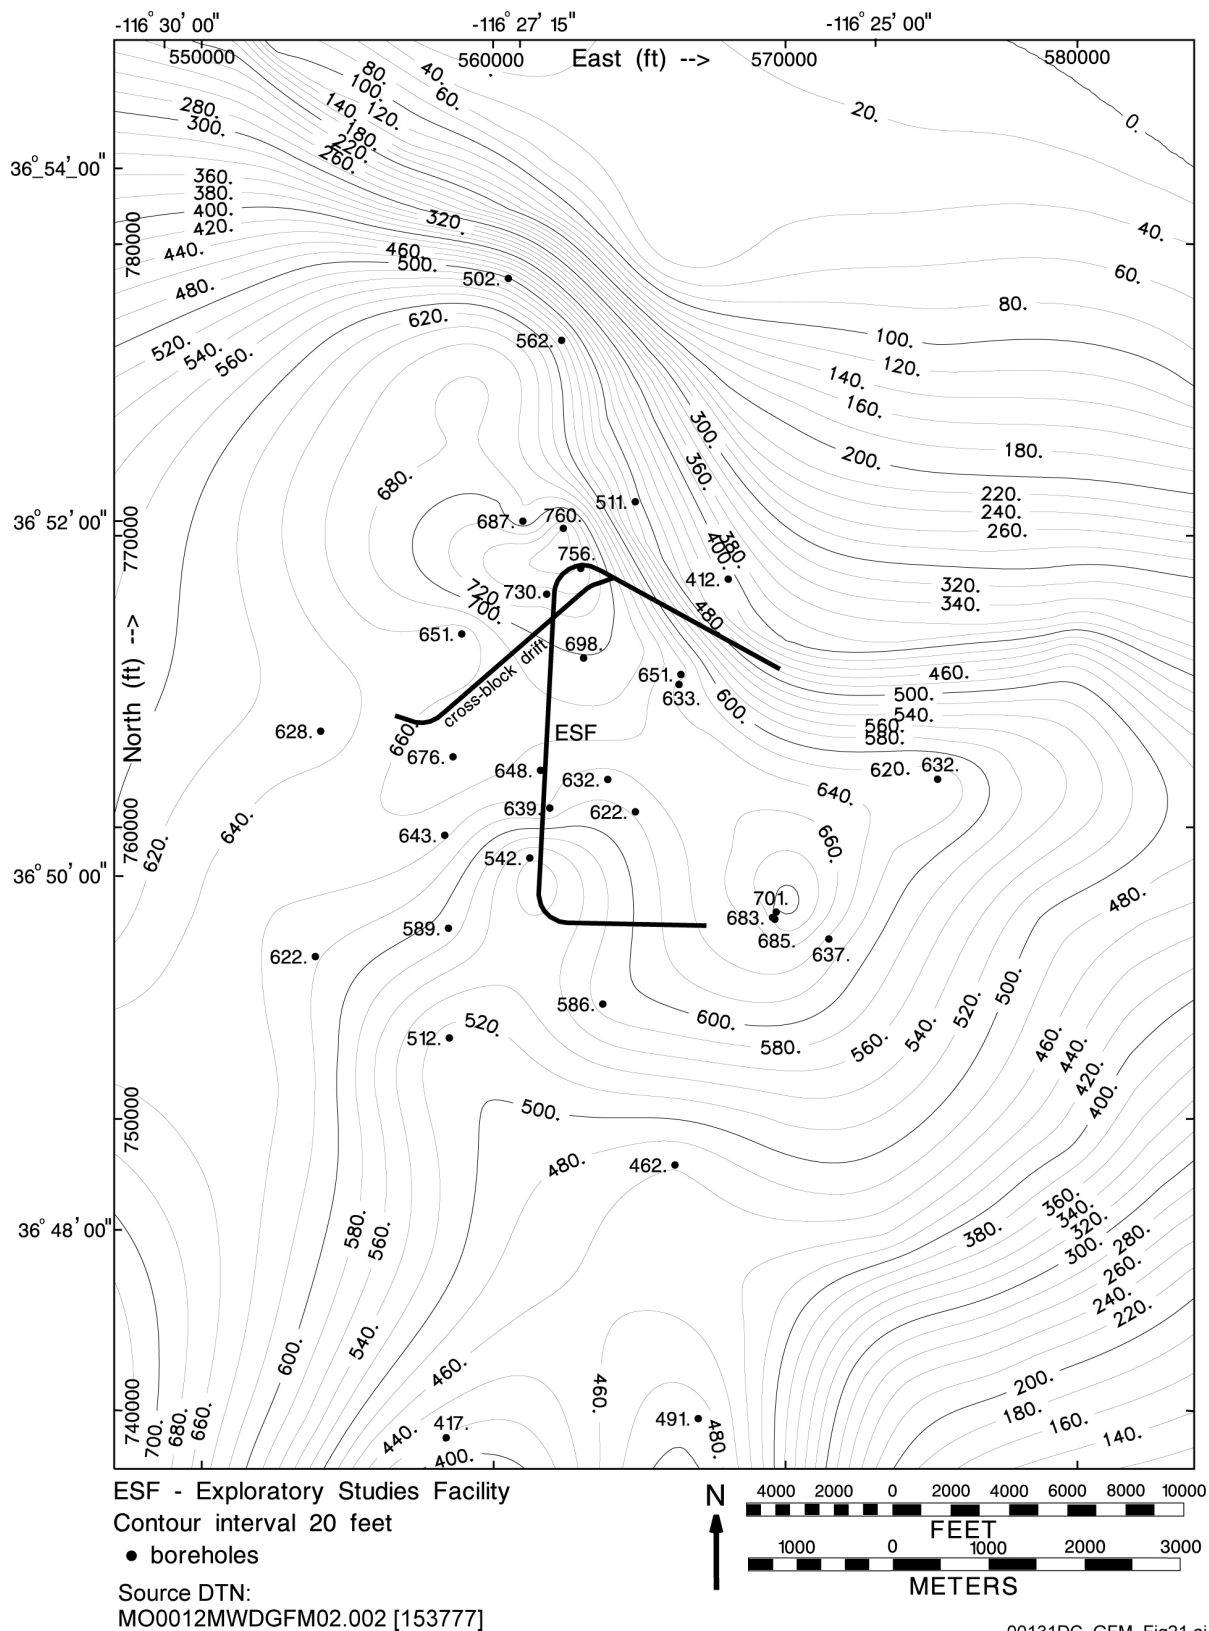 -116° 30' 00" -116° 27' 15" -116° 25' 00"
550000 560000 East (ft) --> 570000 580000
80. 40. 20. 0.
100. 60.
280. 140. 120.
300. 180.
220.
260.
36°_54' 00"
360.
380.
400. 320.
420. 40.
780000 440. 460.
500. 60.
480. 502. 80.
620.
520. 562. 100.
540. 120.
560. 140.
160.
300.
200. 180.
680. 360.
511. 220.
36° 52' 00" 687. 760. 240.
770000 380. 260.
400.
756. 412. 320.
720. 730. 340.
700. 480
651. 698.
cross-block drift 651. 460.
633. 500.
600. 540.
North (ft) --> 628. 660. ESF 560.
580.
676. 648. 632. 620. 632.
640.
639. 622.
760000 640. 643. 660.
620. 542.
36° 50' 00" 480.
701.
589. 683.
685. 637.
622. 500.
586. 520.
512. 520. 600. 540.
580. 560. 460.
440.
420.
750000 500. 400.
480. 462.
36° 48' 00" 360.
580. 560. 340.
380. 320. 280.
300.
260.
240.
220.
600. 540.
460. 460. 200.
740000 700. 680. 660. 417. 491. 480. 180. 160.
440. 140.
400.
ESF - Exploratory Studies Facility
Contour interval 20 feet
boreholes
Source DTN:
MO0012MWDGFM02.002 [153777]
N
4000 2000 0 2000 4000 6000 8000 10000
FEET
1000 0 1000 2000 3000
METERS